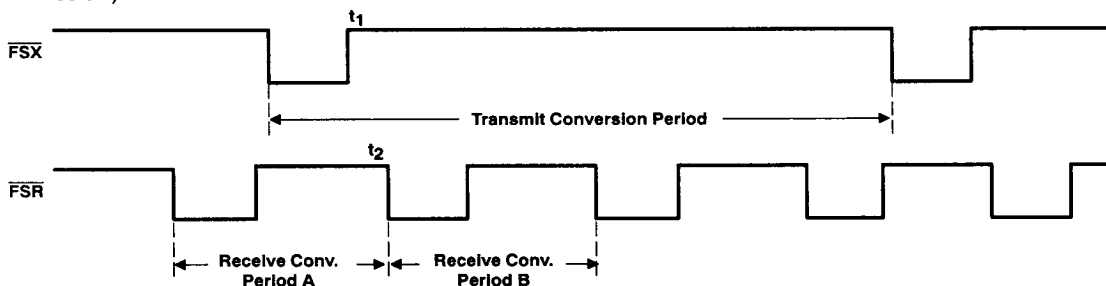 t1
FSX
Transmit Conversion Period
t2
FSR
Receive Conv.
Period A
Receive Conv.
Period B